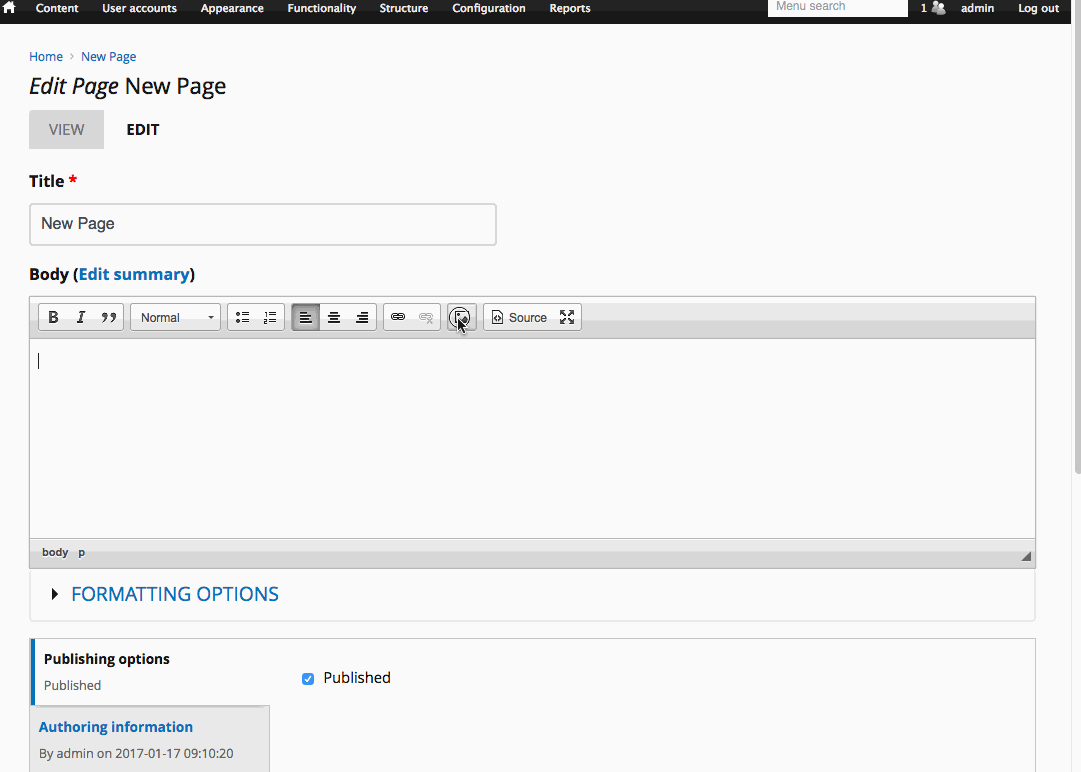 Content User accounts Appearance Functionality Structure Configuration Reports Menu search 1 admin Log out
Home › New Page
Edit Page New Page
VIEW EDIT
Title *
New Page
Body (Edit summary)
B I Normal Source
body p
FORMATTING OPTIONS
Publishing options
Published
Published
Authoring information
By admin on 2017-01-17 09:10:20